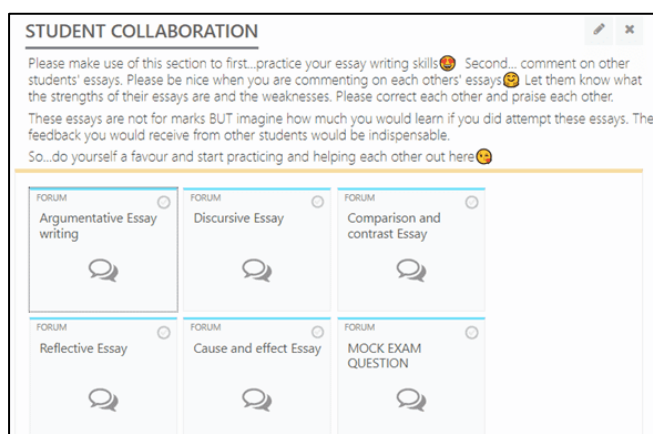 STUDENT COLLABORATION
Please make use of this section to first...practice your essay writing skills😍 Second... comment on other
students' essays. Please be nice when you are commenting on each others' essays😊 Let them know what
the strengths of their essays are and the weaknesses. Please correct each other and praise each other.
These essays are not for marks BUT imagine how much you would learn if you did attempt these essays. The
feedback you would receive from other students would be indispensable.
So...do yourself a favour and start practicing and helping each other out here😘
FORUM
Argumentative Essay
writing
FORUM
Discursive Essay
FORUM
Comparison and
contrast Essay
FORUM
Reflective Essay
FORUM
Cause and effect Essay
FORUM
MOCK EXAM
QUESTION